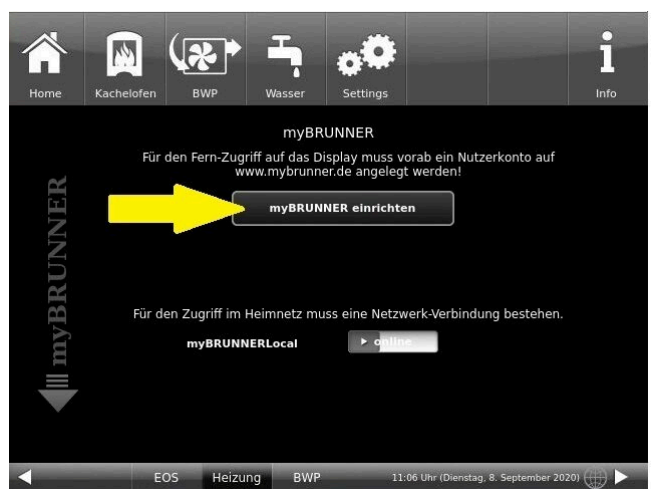 Home Kachelofen BWP Wasser Settings Info
myBRUNNER
Für den Fern-Zugriff auf das Display muss vorab ein Nutzerkonto auf
www.mybrunner.de angelegt werden!
myBRUNNER einrichten
myBRUNNER
Für den Zugriff im Heimnetz muss eine Netzwerk-Verbindung bestehen.
myBRUNNERLocal online
EOS Heizung BWP 11:06 Uhr (Dienstag, 8. September 2020)